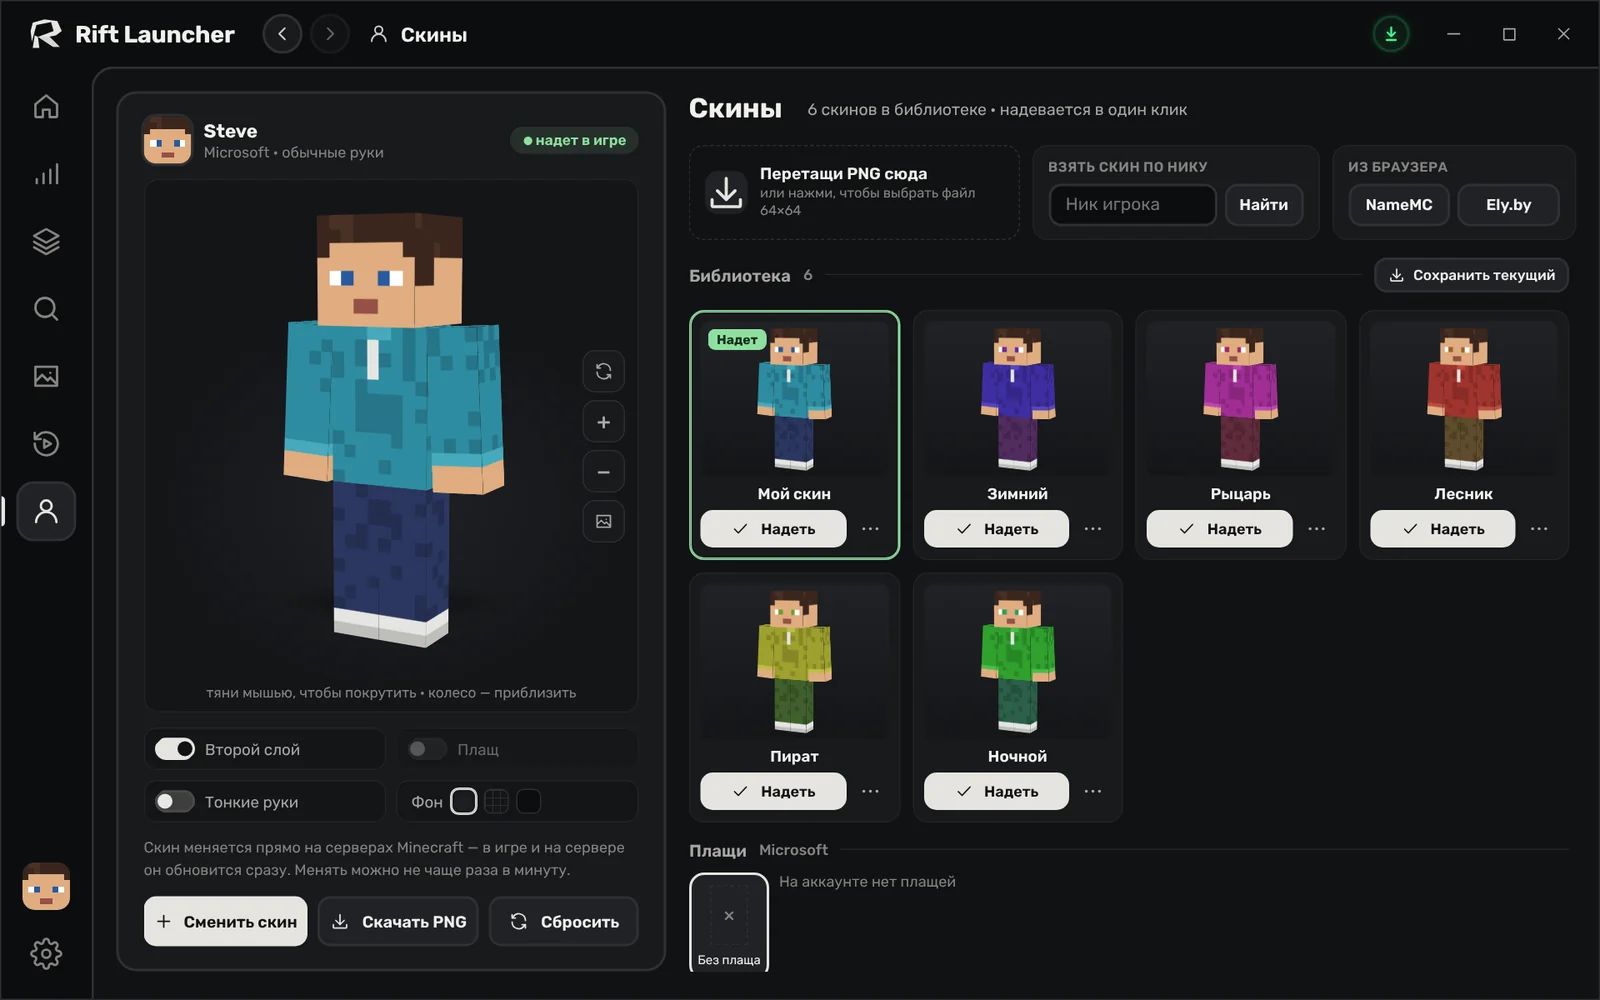 Rift Launcher
Скины
Steve
Microsoft • обычные руки
надет в игре
тяни мышью, чтобы покрутить • колесо — приблизить
Второй слой
Плащ
Тонкие руки
Фон
Скин меняется прямо на серверах Minecraft — в игре и на сервере
он обновится сразу. Менять можно не чаще раза в минуту.
Сменить скин
Скачать PNG
Сбросить
Скины
6 скинов в библиотеке • надевается в один клик
Перетащи PNG сюда
или нажми, чтобы выбрать файл
64×64
ВЗЯТЬ СКИН ПО НИКУ
Ник игрока
Найти
ИЗ БРАУЗЕРА
NameMC
Ely.by
Библиотека 6
Сохранить текущий
Надет
Мой скин
Надеть
Зимний
Надеть
Рыцарь
Надеть
Лесник
Надеть
Пират
Надеть
Ночной
Надеть
Плащи Microsoft
Без плаща
На аккаунте нет плащей